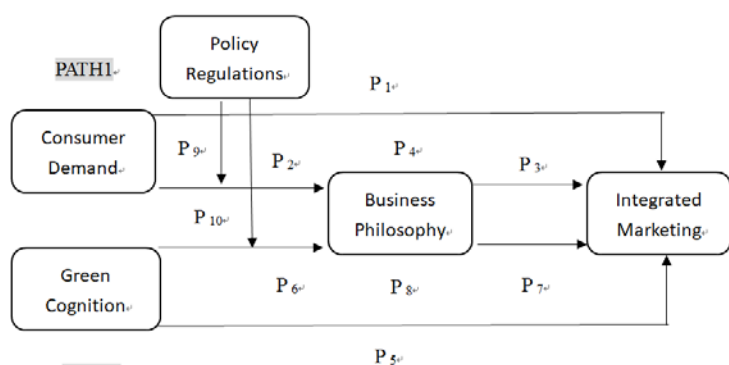 Policy
Regulations
PATH1
P 1
Consumer
Demand
P 9
P 2
P 4
P 3
Business
Philosophy
Integrated
Marketing
P 10
Green
Cognition
P 6
P 8
P 7
P 5